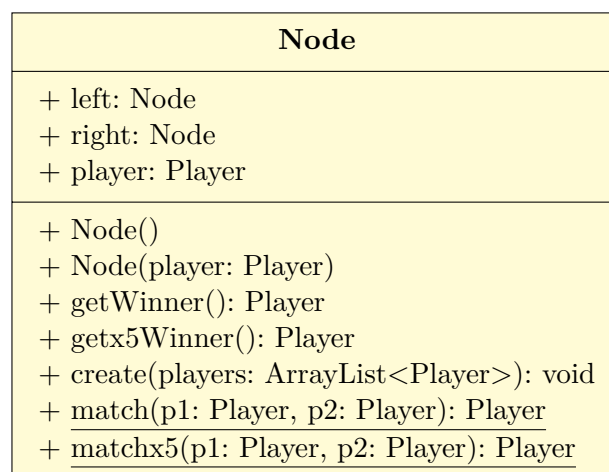 Node
+ left: Node
+ right: Node
+ player: Player
+ Node()
+ Node(player: Player)
+ getWinner(): Player
+ getx5Winner(): Player
+ create(players: ArrayList<Player>): void
+ match(p1: Player, p2: Player): Player
+ matchx5(p1: Player, p2: Player): Player